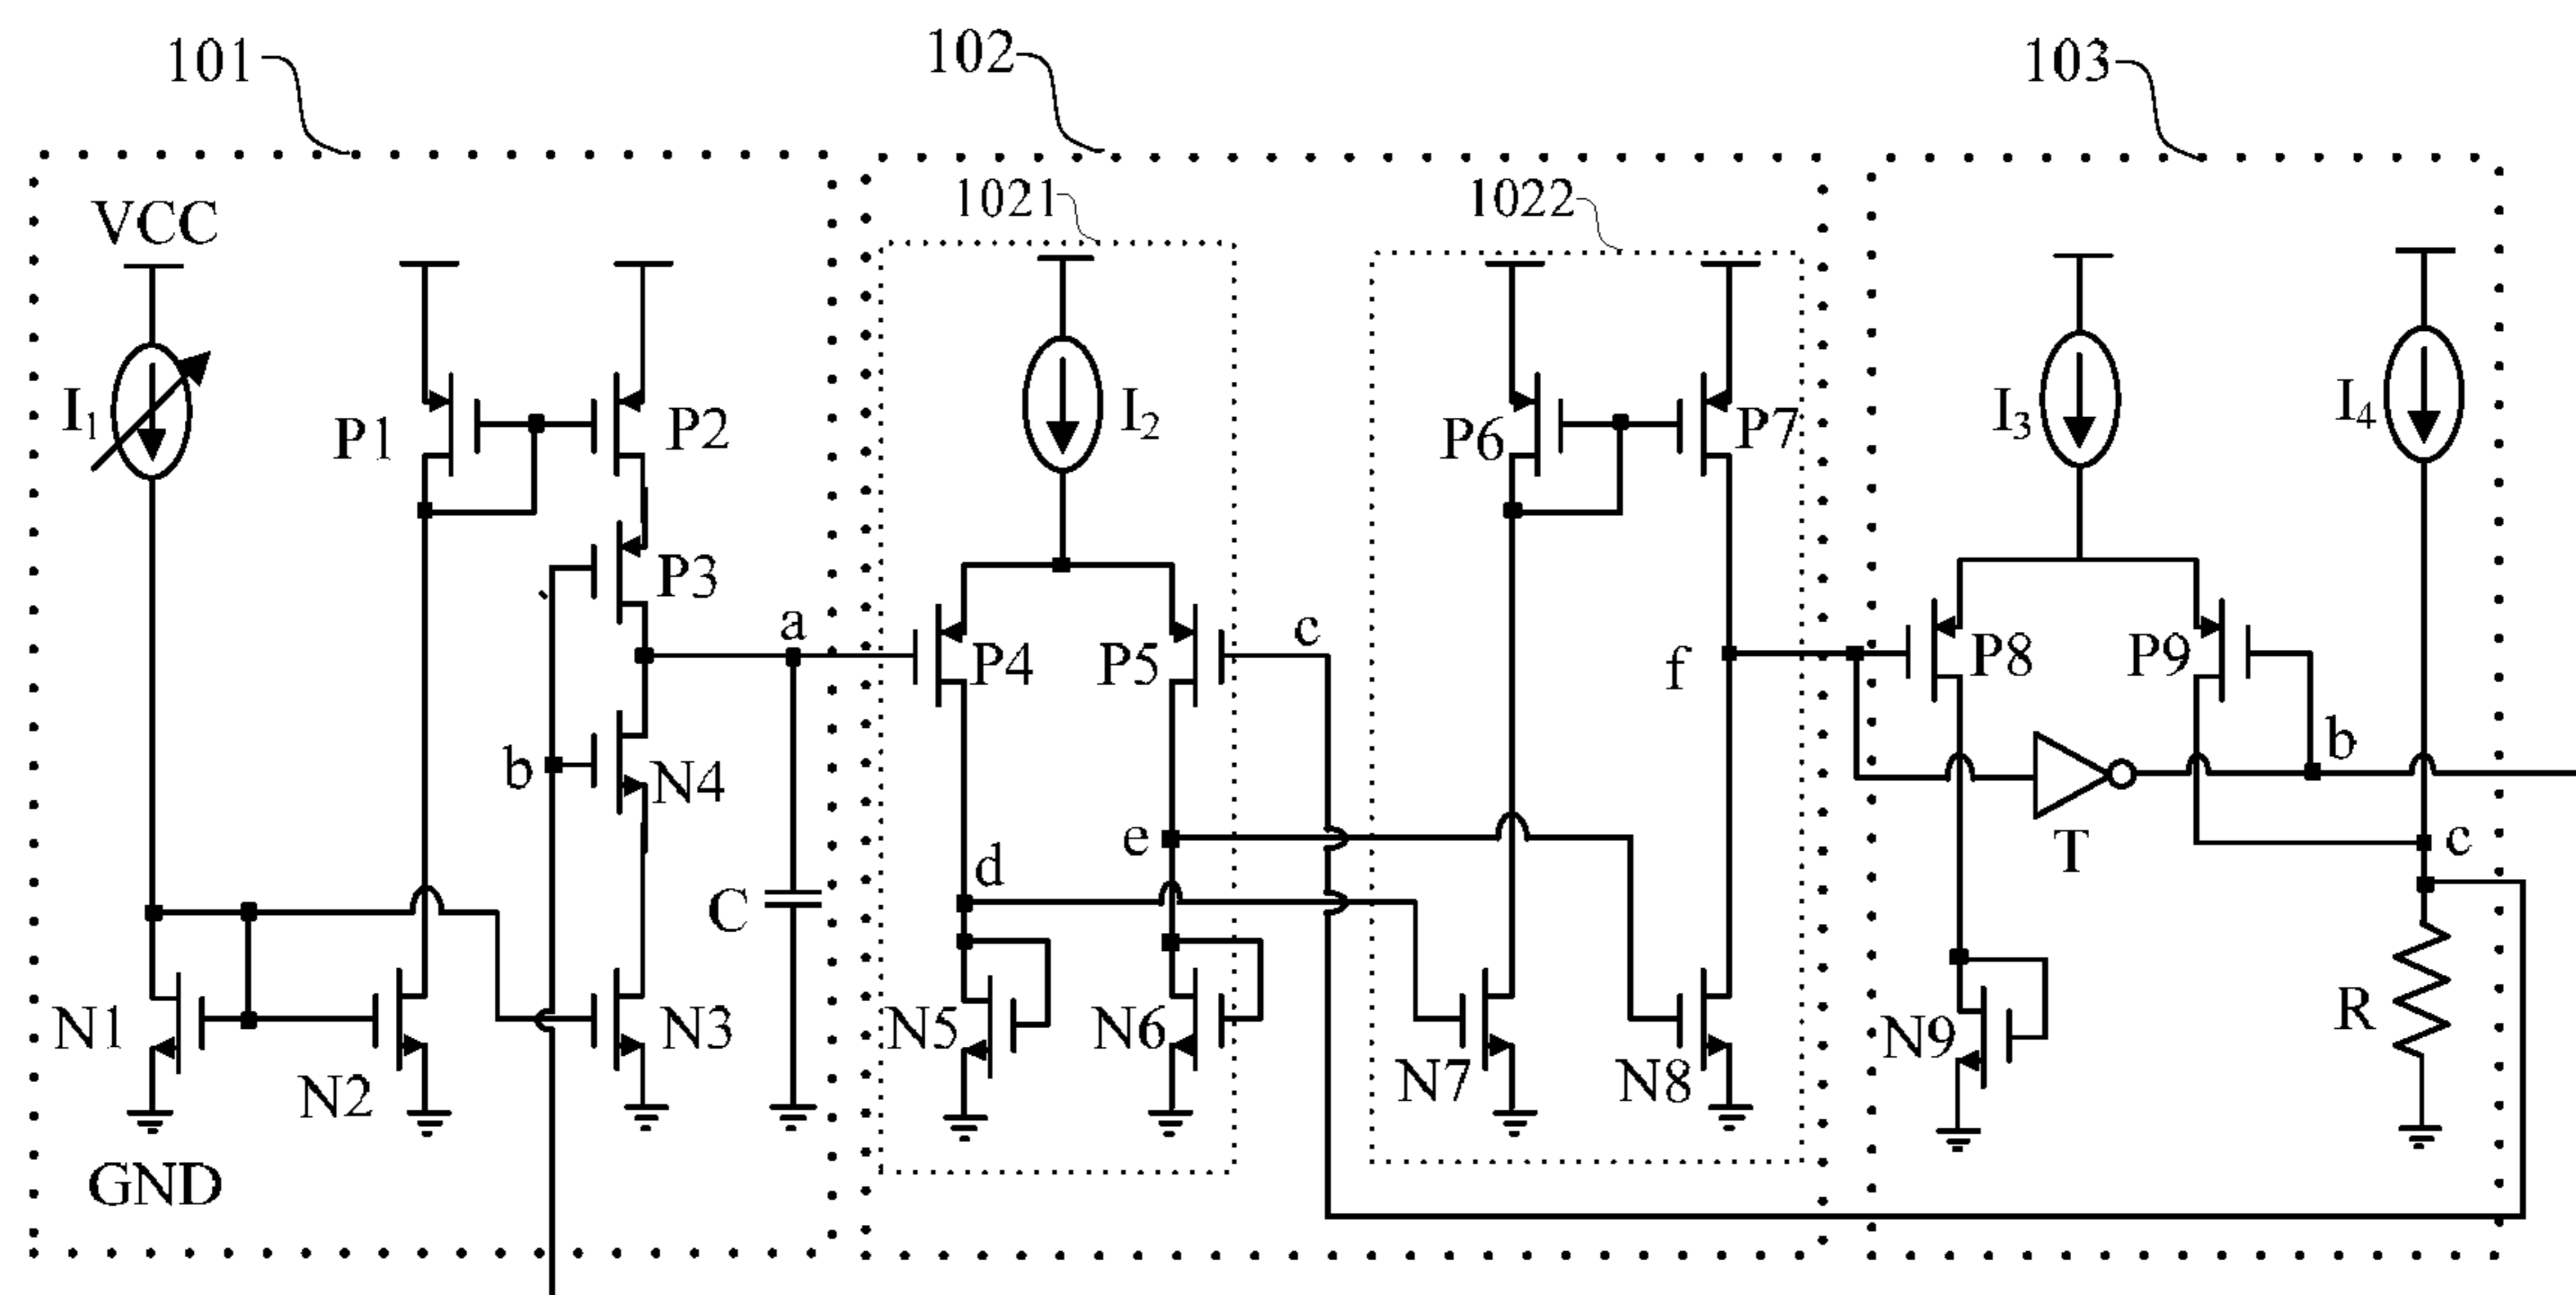 101
102
103
1021
1022
VCC
I₁
P1
P2
I₂
P6
P7
I₃
I₄
P3
a
P4
P5
c
f
P8
P9
b
N4
b
T
c
C
d
e
N1
N2
N3
N5
N6
N7
N8
N9
R
GND